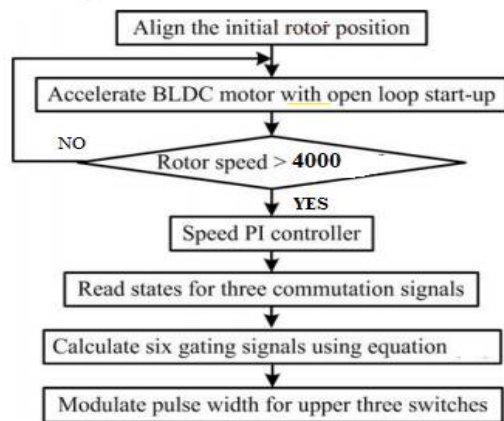 Align the initial rotor position
Accelerate BLDC motor with open loop start-up
NO
Rotor speed > 4000
YES
Speed PI controller
Read states for three commutation signals
Calculate six gating signals using equation
Modulate pulse width for upper three switches